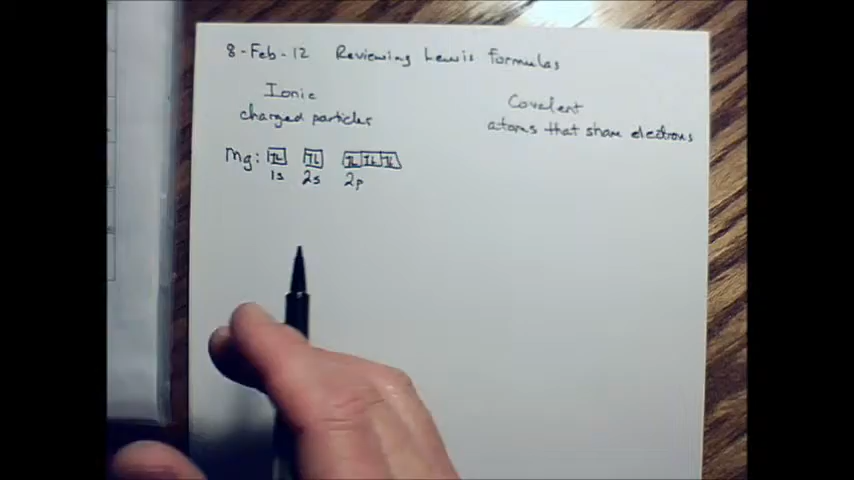 8-Feb-12 Reviewing Lewis Formulas
Ionic
charged particles
Covalent
atoms that share electrons
Mg: ⥮ ⥮ ⥮ ⥮ ⥮
1s 2s 2p